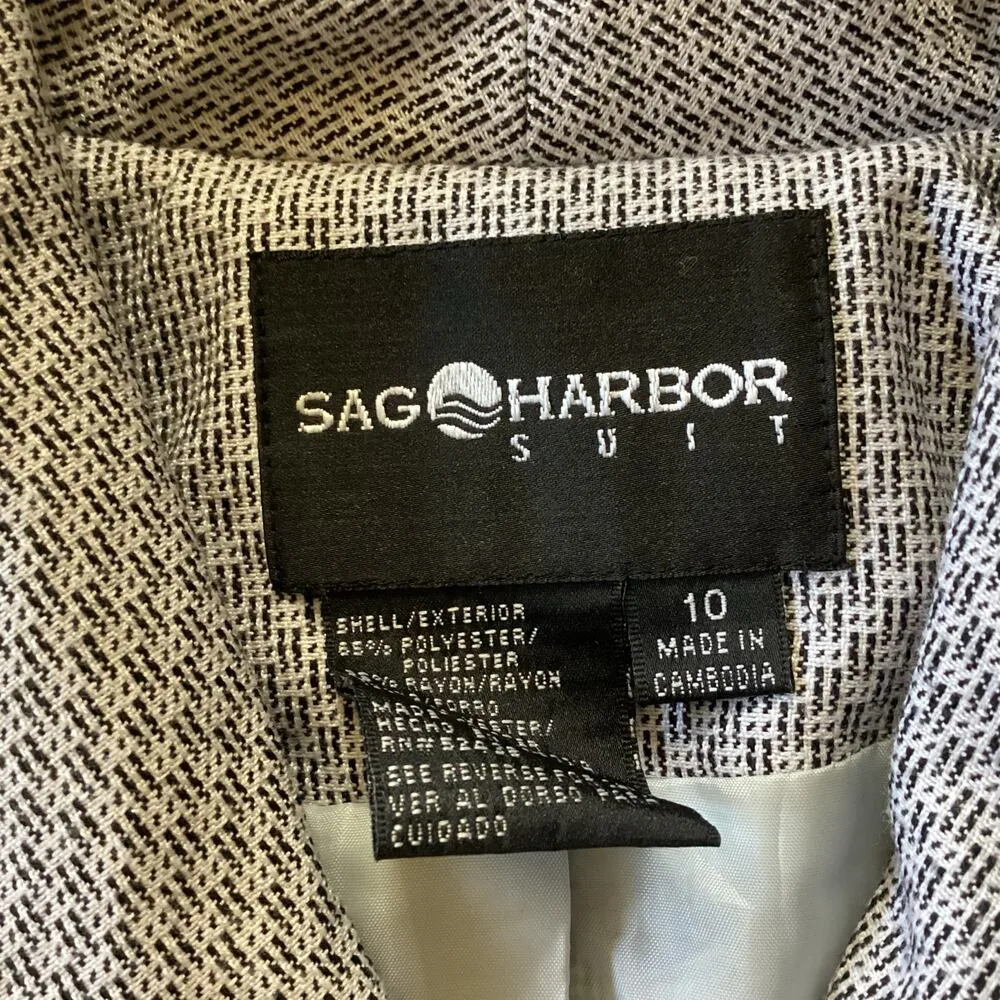 SAG HARBOR
SUIT
10
MADE IN
CAMBODIA
SHELL/EXTERIOR
65% POLYESTER/
POLIESTER
RAYON/RAYON
SEE REVERSE
VER AL DORSO
CUIDADO